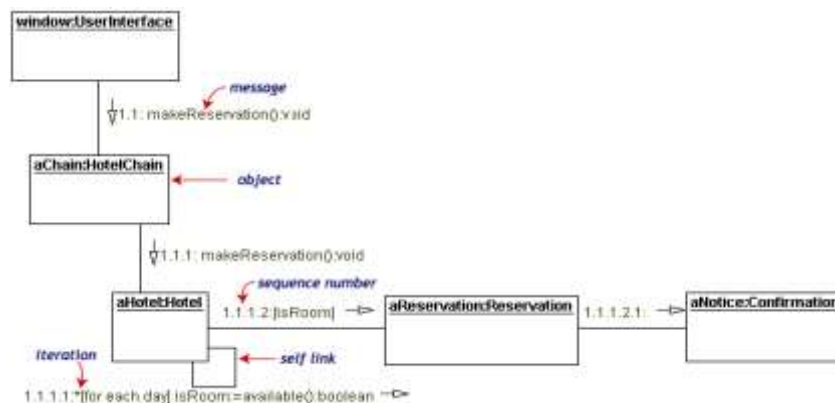 window:UserInterface
message
1.1: makeReservation():void
aChain:HotelChain
object
1.1.1: makeReservation():void
sequence number
aHotel:Hotel
1.1.1.2:[isRoom]
aReservation:Reservation
1.1.1.2.1:
aNotice:Confirmation
iteration
self link
1.1.1.1:*[for each day] isRoom:=available():boolean